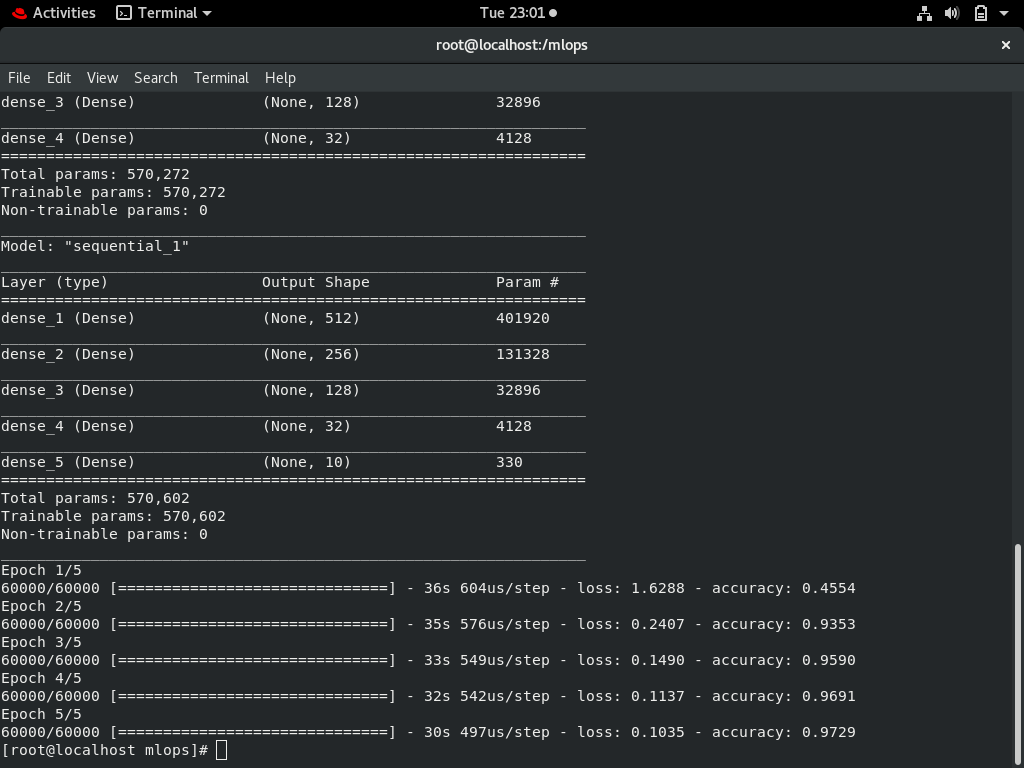 Activities Terminal Tue 23:01
root@localhost:/mlops ×
File Edit View Search Terminal Help
dense_3 (Dense)              (None, 128)               32896
_________________________________________________________________
dense_4 (Dense)              (None, 32)                4128
=================================================================
Total params: 570,272
Trainable params: 570,272
Non-trainable params: 0
_________________________________________________________________
Model: "sequential_1"
_________________________________________________________________
Layer (type)                 Output Shape              Param #
=================================================================
dense_1 (Dense)              (None, 512)               401920
_________________________________________________________________
dense_2 (Dense)              (None, 256)               131328
_________________________________________________________________
dense_3 (Dense)              (None, 128)               32896
_________________________________________________________________
dense_4 (Dense)              (None, 32)                4128
_________________________________________________________________
dense_5 (Dense)              (None, 10)                330
=================================================================
Total params: 570,602
Trainable params: 570,602
Non-trainable params: 0
_________________________________________________________________
Epoch 1/5
60000/60000 [==============================] - 36s 604us/step - loss: 1.6288 - accuracy: 0.4554
Epoch 2/5
60000/60000 [==============================] - 35s 576us/step - loss: 0.2407 - accuracy: 0.9353
Epoch 3/5
60000/60000 [==============================] - 33s 549us/step - loss: 0.1490 - accuracy: 0.9590
Epoch 4/5
60000/60000 [==============================] - 32s 542us/step - loss: 0.1137 - accuracy: 0.9691
Epoch 5/5
60000/60000 [==============================] - 30s 497us/step - loss: 0.1035 - accuracy: 0.9729
[root@localhost mlops]#